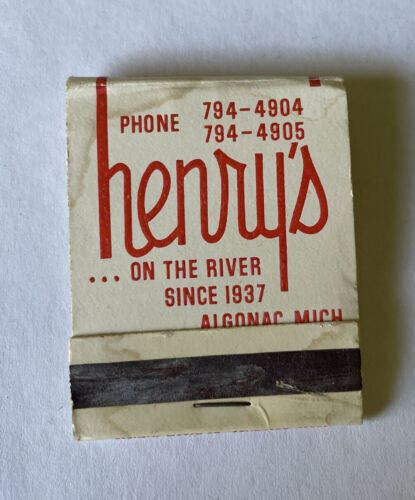 PHONE 794-4904
794-4905
henry's
... ON THE RIVER
SINCE 1937
ALGONAC MICH